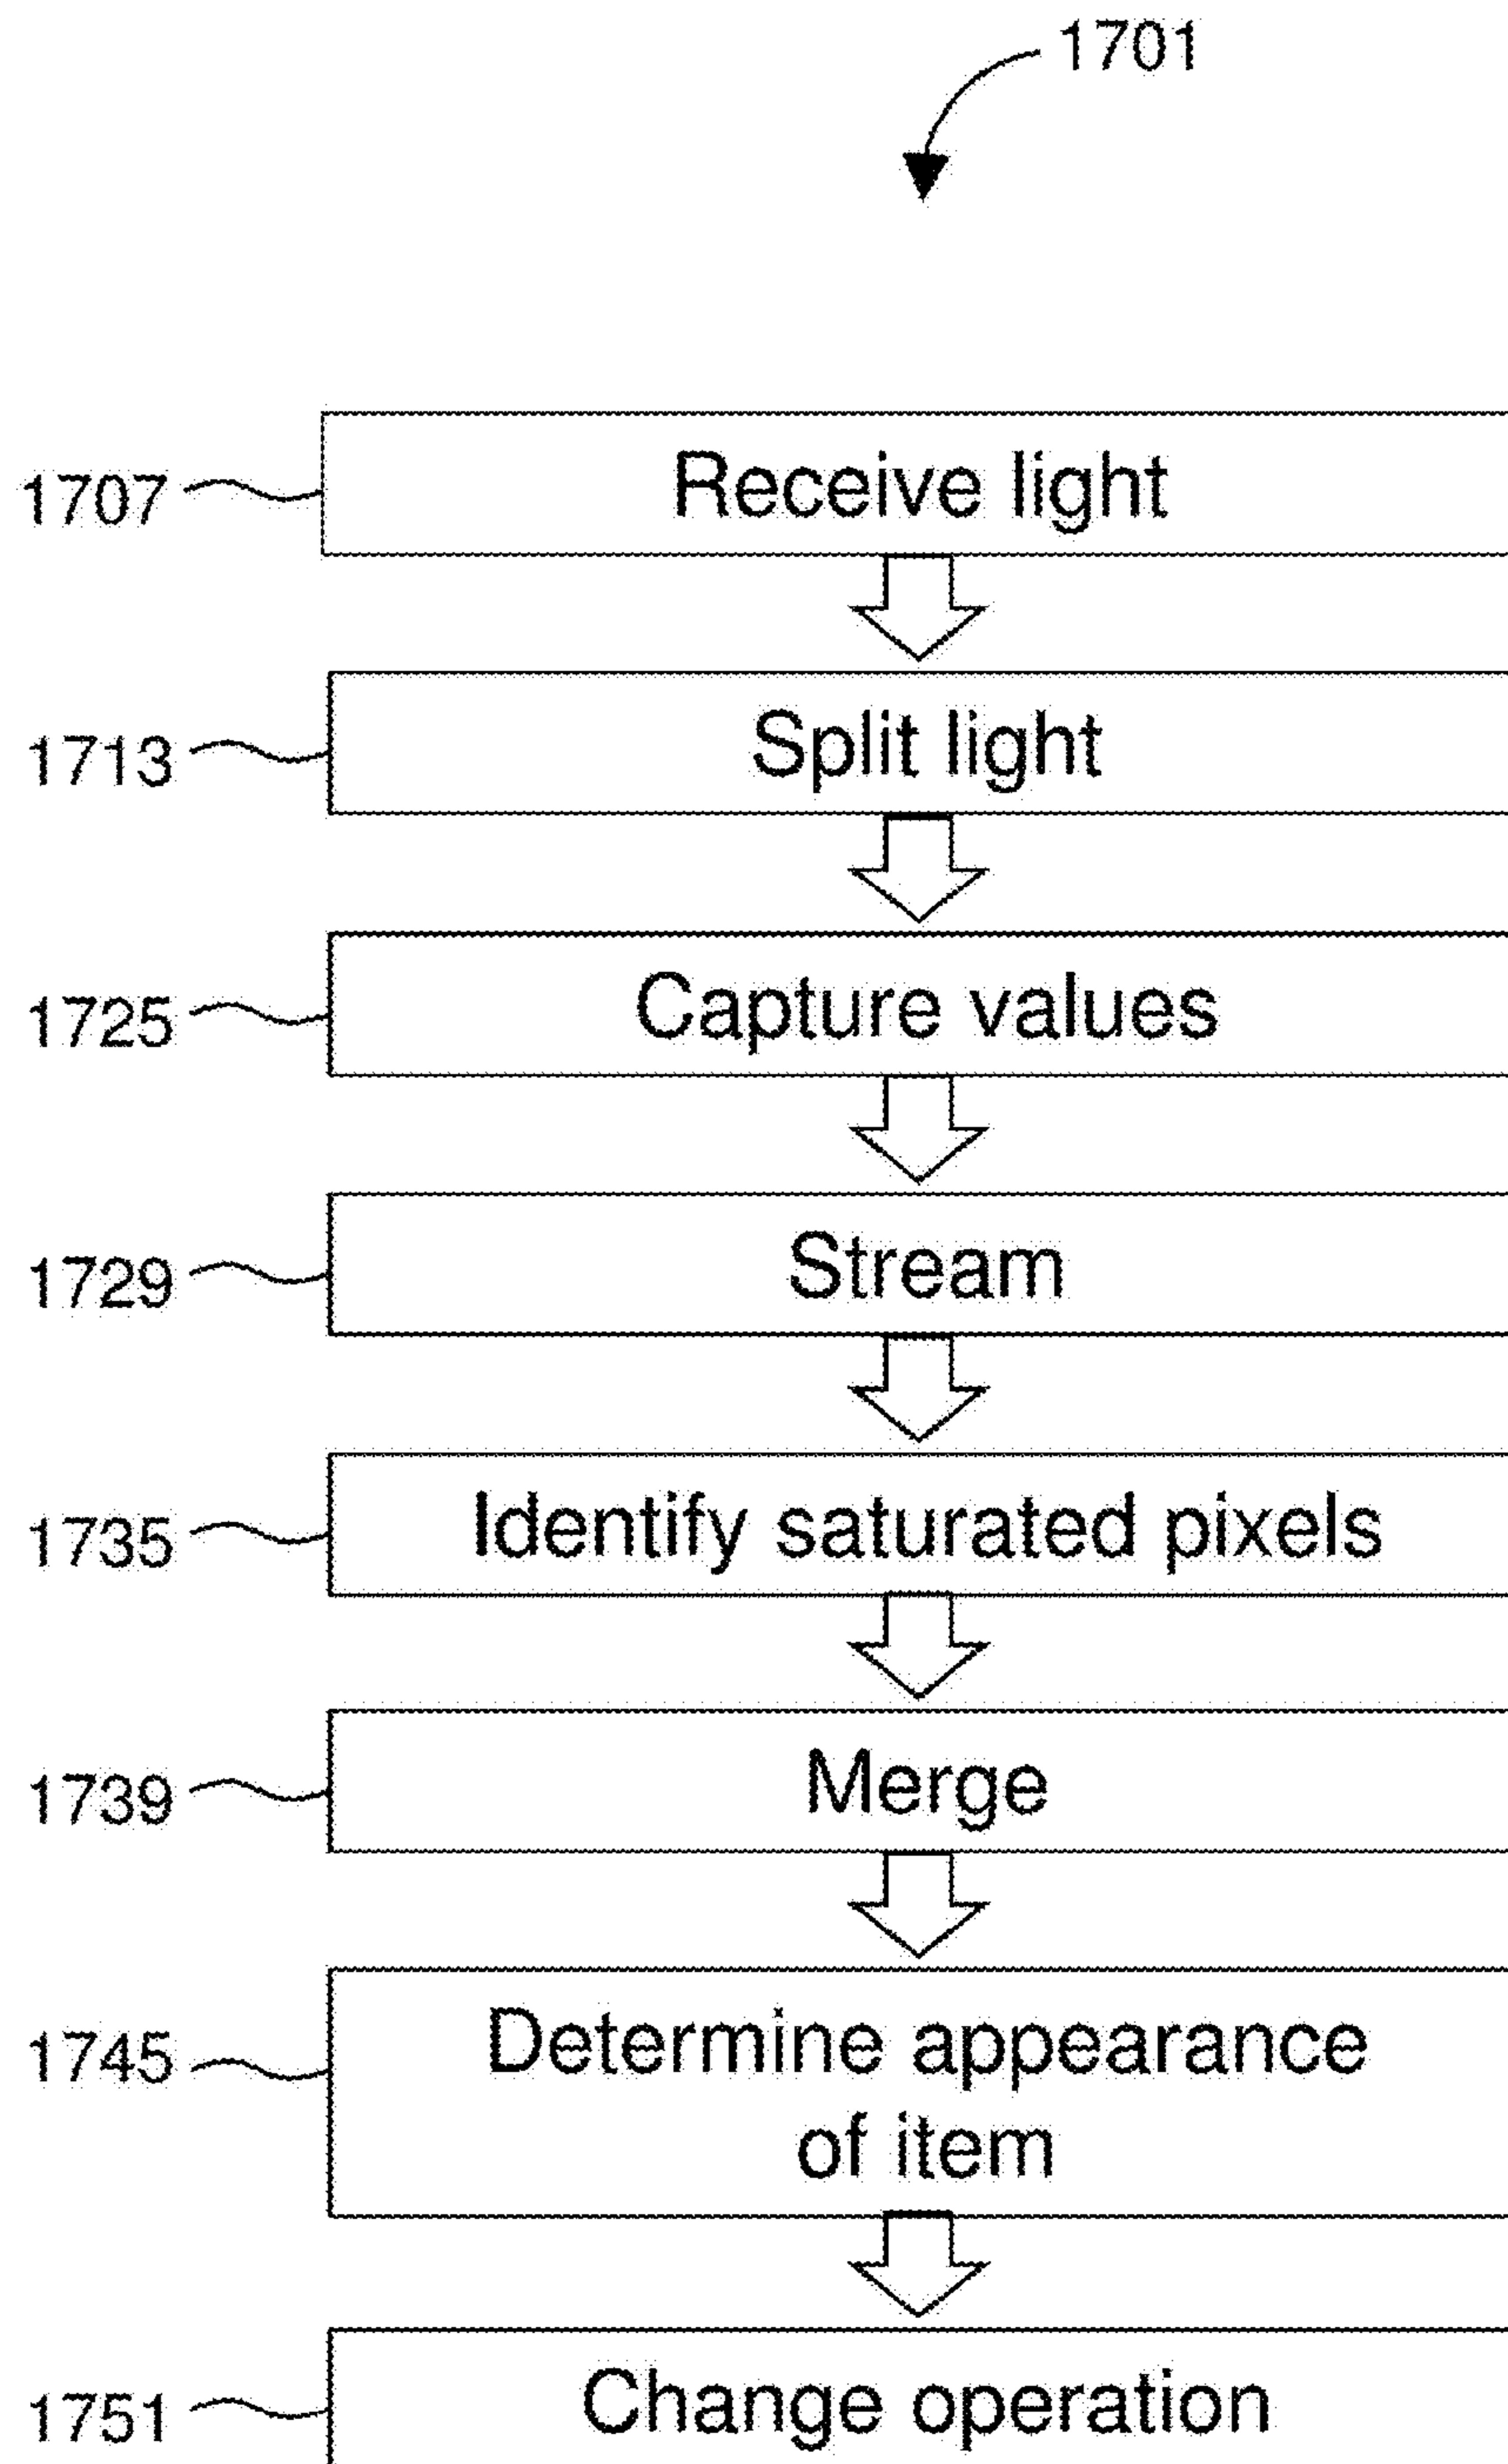 1701
1707 Receive light
1713 Split light
1725 Capture values
1729 Stream
1735 Identify saturated pixels
1739 Merge
1745 Determine appearance
of item
1751 Change operation